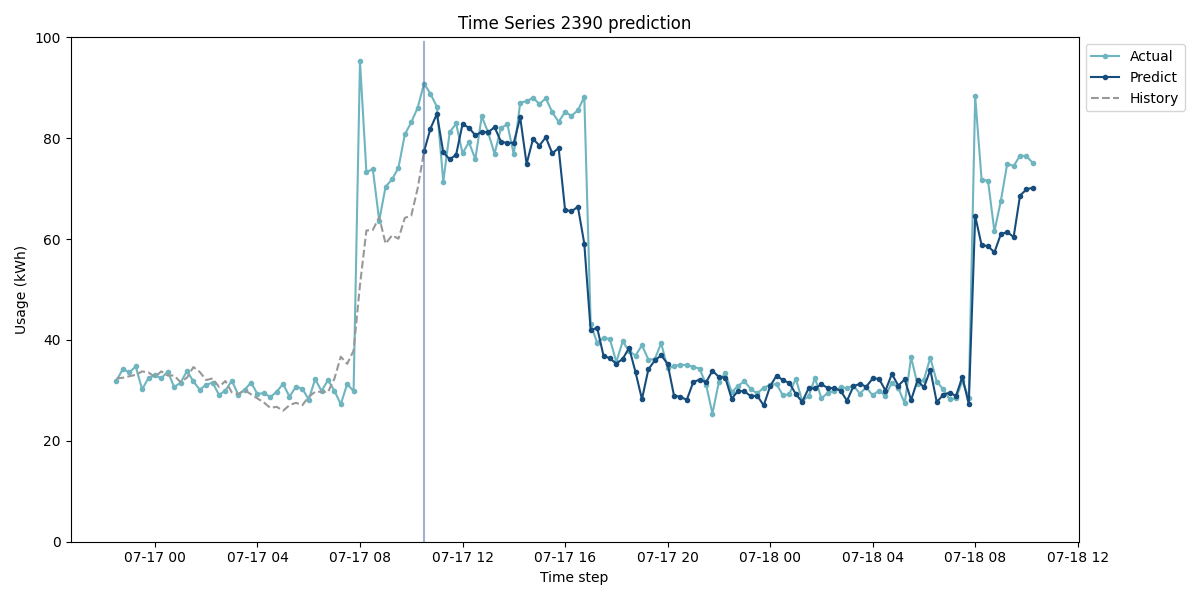 Time Series 2390 prediction
Usage (kWh)
100
80
60
40
20
0
07-17 00
07-17 04
07-17 08
07-17 12
07-17 16
07-17 20
07-18 00
07-18 04
07-18 08
07-18 12
Time step
Actual
Predict
History